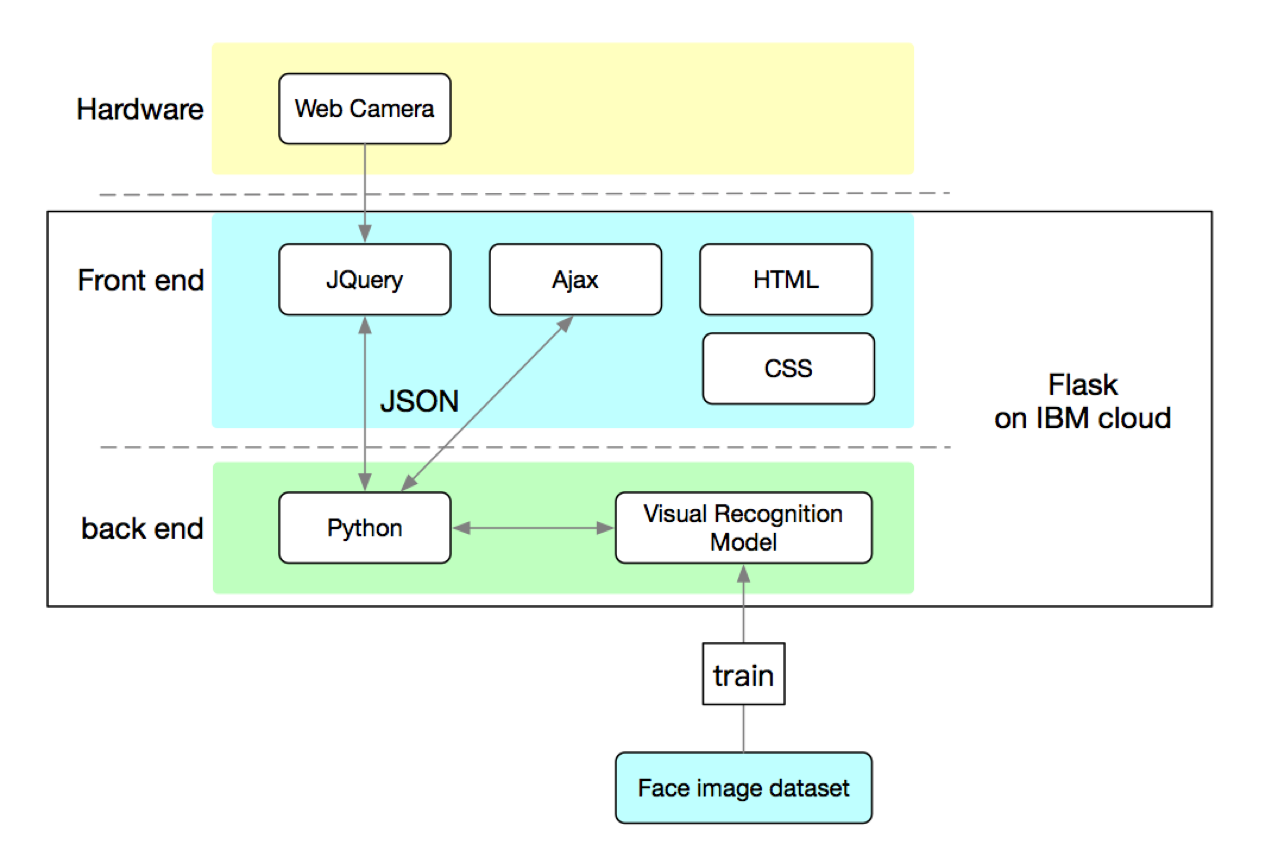 Hardware
Web Camera
Front end
JQuery
Ajax
HTML
CSS
JSON
Flask
on IBM cloud
back end
Python
Visual Recognition
Model
train
Face image dataset